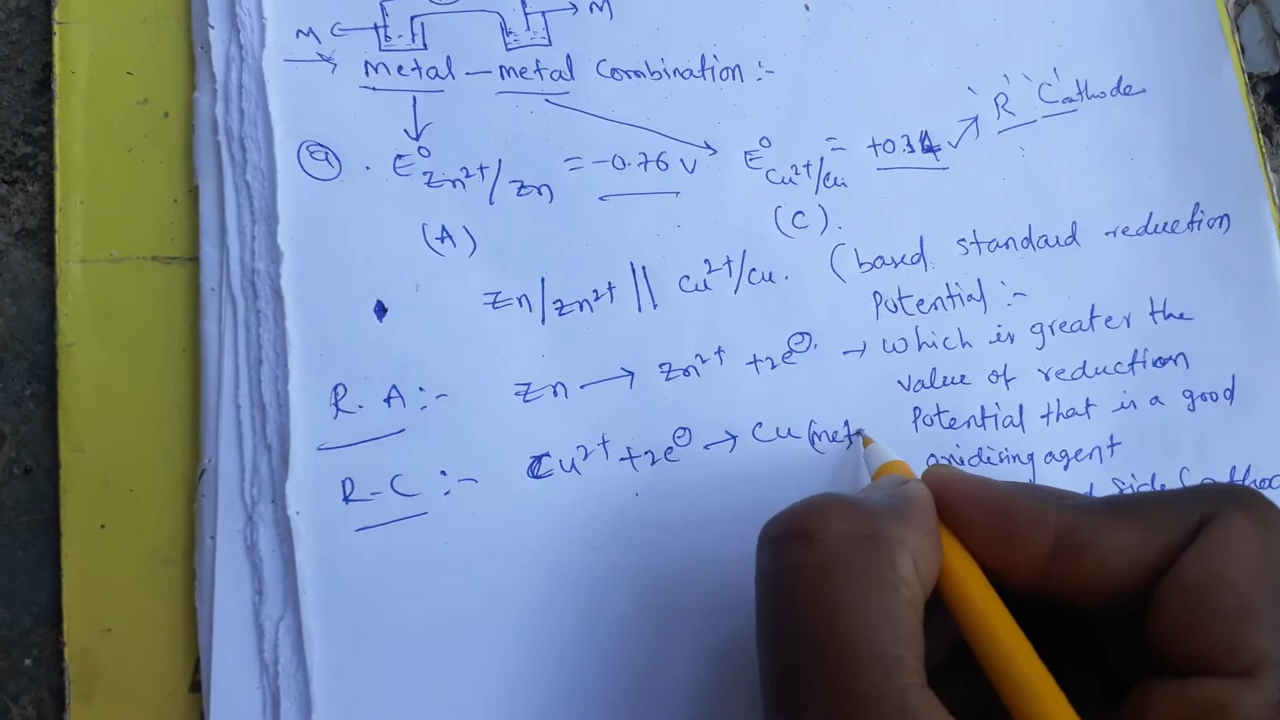 M M
→ Metal - metal Combination :-
'R' 'Cathode
(a) . E⁰ Zn²⁺/Zn = -0.76 V E⁰ Cu²⁺/Cu = +0.34
(A) (C).
Zn/Zn²⁺ || Cu²⁺/Cu. (based standard reduction
Potential :-
R.A :- Zn → Zn²⁺ +2e⊖. → which is greater the
value of reduction
Potential that is a good
R-C :- Cu²⁺ +2e⊖ → Cu (met
oxidising agent
side